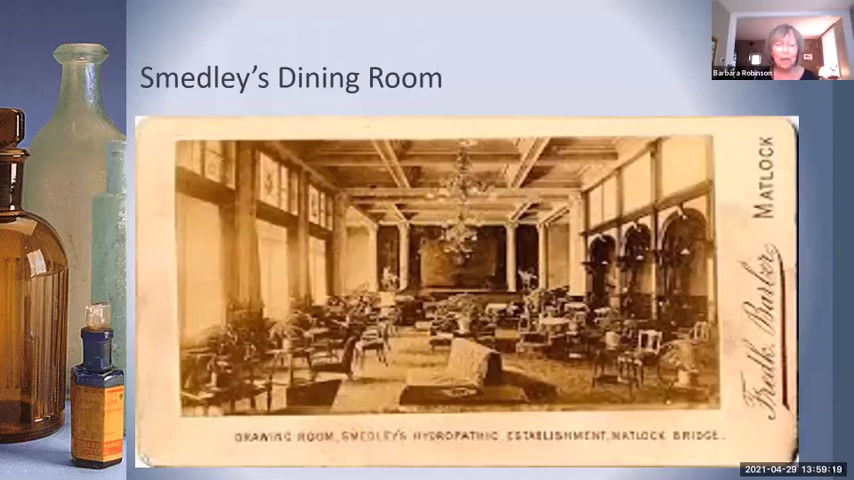 Smedley's Dining Room
Barbara Robinson
MATLOCK
Fredk. Barber
DRAWING ROOM, SMEDLEY'S HYDROPATHIC ESTABLISHMENT, MATLOCK BRIDGE.
2021-04-29 13:59:19